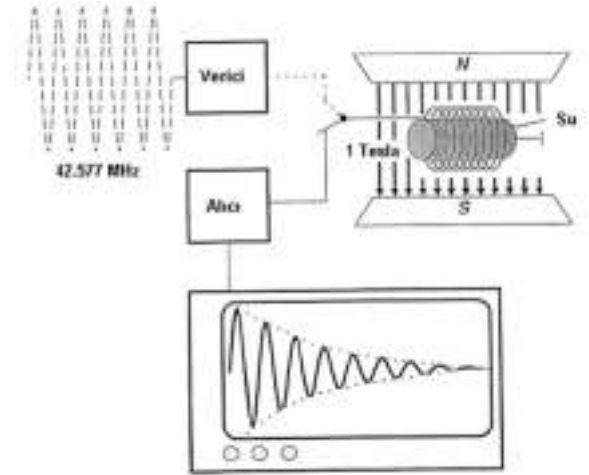 N
Verici
Su
1 Tesla
42.577 MHz
Alıcı
S